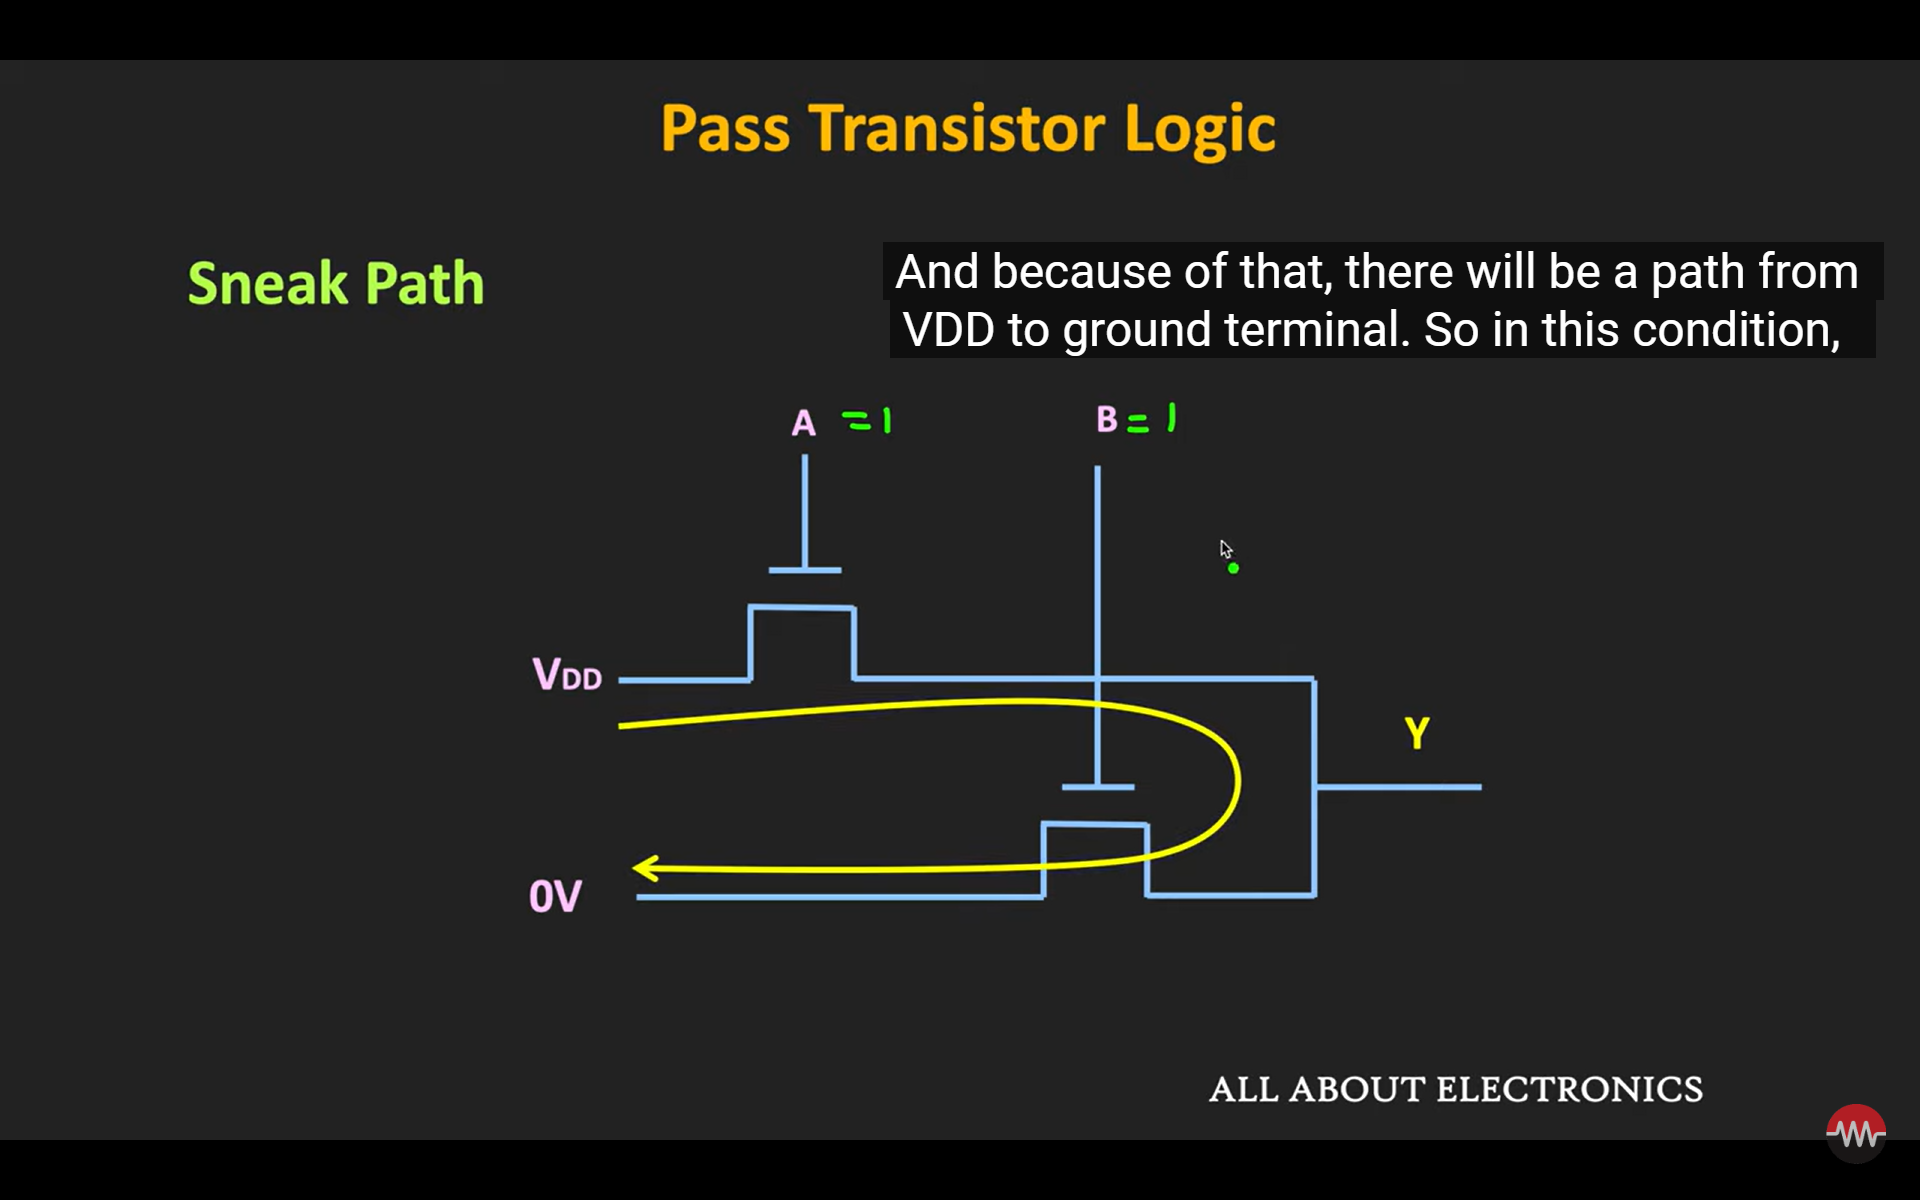 Pass Transistor Logic
Sneak Path
And because of that, there will be a path from
VDD to ground terminal. So in this condition,
A = 1
B = 1
VDD
Y
0V
ALL ABOUT ELECTRONICS